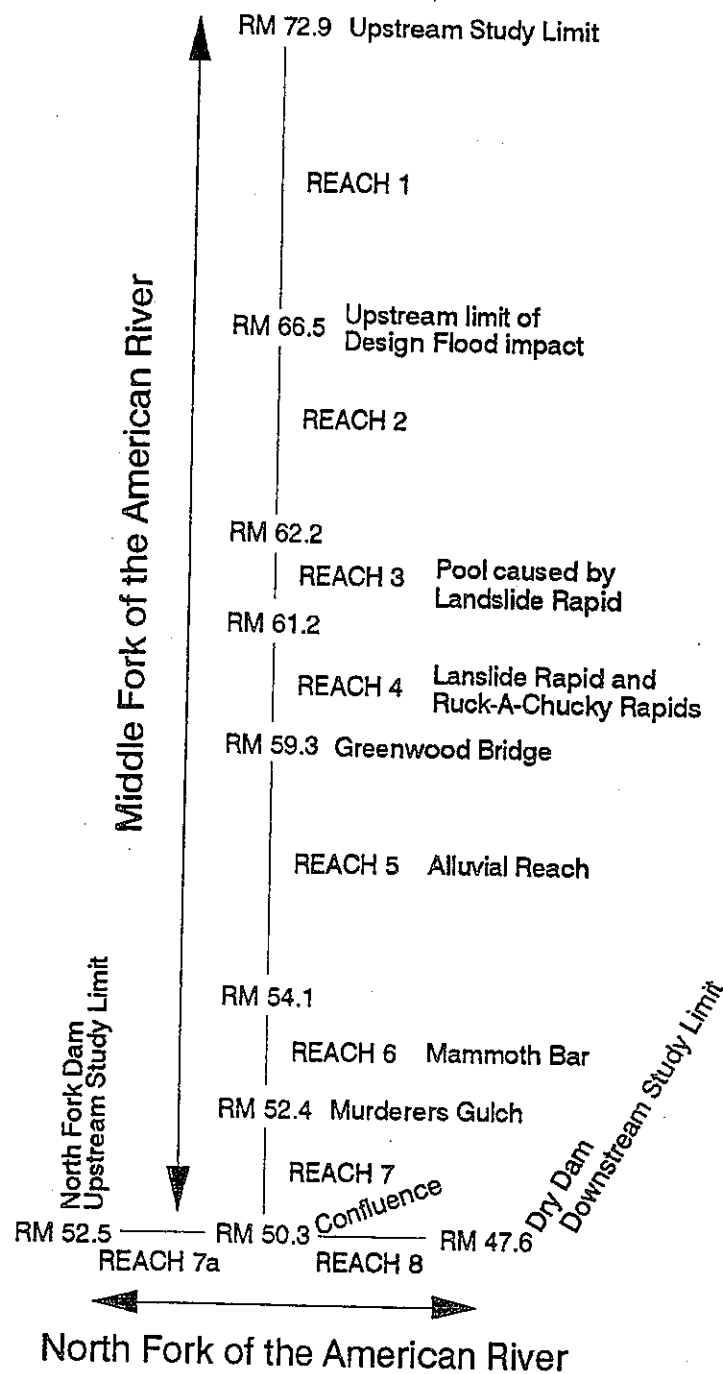 RM 72.9 Upstream Study Limit
REACH 1
Middle Fork of the American River
RM 66.5 Upstream limit of
Design Flood impact
REACH 2
RM 62.2
REACH 3 Pool caused by
Landslide Rapid
RM 61.2
REACH 4 Lanslide Rapid and
Ruck-A-Chucky Rapids
RM 59.3 Greenwood Bridge
REACH 5 Alluvial Reach
RM 54.1
REACH 6 Mammoth Bar
RM 52.4 Murderers Gulch
REACH 7
North Fork Dam
Upstream Study Limit
RM 52.5
REACH 7a
RM 50.3
Confluence
REACH 8
RM 47.6
Dry Dam
Downstream Study Limit
North Fork of the American River